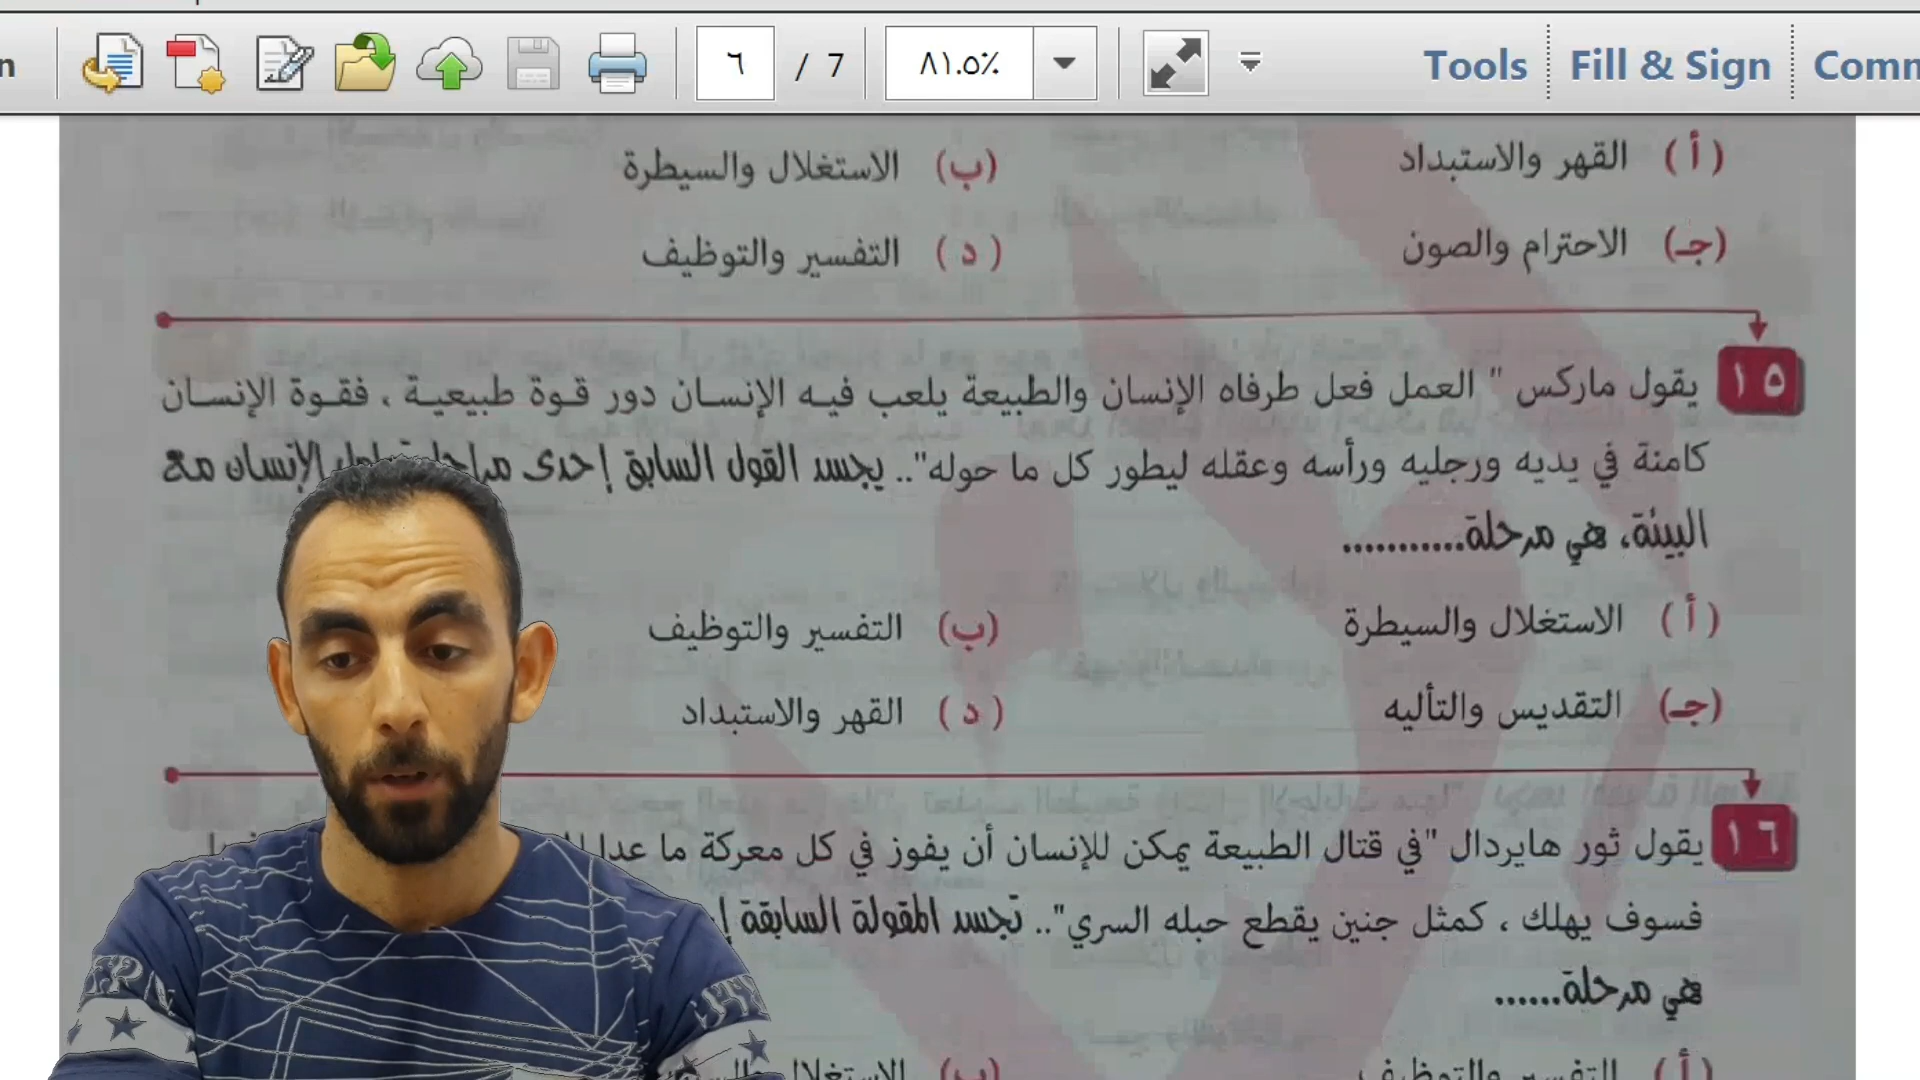 n
٦ / 7
٨١.٥٪
Tools
Fill & Sign
Comm
(أ) القهر والاستبداد
(ب) الاستغلال والسيطرة
(جـ) الاحترام والصون
(د) التفسير والتوظيف
١٥ يقول ماركس " العمل فعل طرفاه الإنسان والطبيعة يلعب فيه الإنسان دور قوة طبيعية ، فقوة الإنسان
كامنة في يديه ورجليه ورأسه وعقله ليطور كل ما حوله".. يجسد القول السابق إحدى الإنسان مع
البيئة، هي مرحلة...........
(أ) الاستغلال والسيطرة
(ب) التفسير والتوظيف
(جـ) التقديس والتأليه
(د) القهر والاستبداد
١٦ يقول ثور هايردال "في قتال الطبيعة يمكن للإنسان أن يفوز في كل معركة ما عدا
فسوف يهلك ، كمثل جنين يقطع حبله السري".. تجسد المقولة السابقة
هي مرحلة......
(أ) التفسير والتوظيف
(ب) الاستغلال